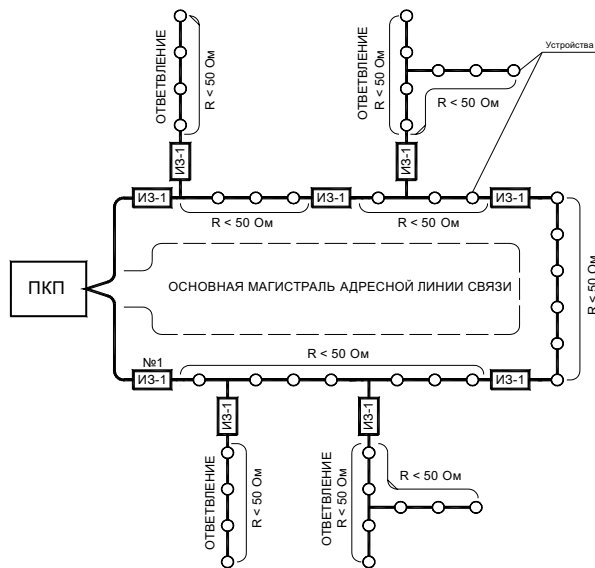 Устройства
ОТВЕТВЛЕНИЕ
R < 50 Ом
ОТВЕТВЛЕНИЕ
R < 50 Ом
R < 50 Ом
ИЗ-1
ИЗ-1
ИЗ-1
ИЗ-1
ИЗ-1
R < 50 Ом
R < 50 Ом
R < 50 Ом
ПКП
ОСНОВНАЯ МАГИСТРАЛЬ АДРЕСНОЙ ЛИНИИ СВЯЗИ
R < 50 Ом
№1
ИЗ-1
ИЗ-1
ИЗ-1
ИЗ-1
ОТВЕТВЛЕНИЕ
R < 50 Ом
ОТВЕТВЛЕНИЕ
R < 50 Ом
R < 50 Ом